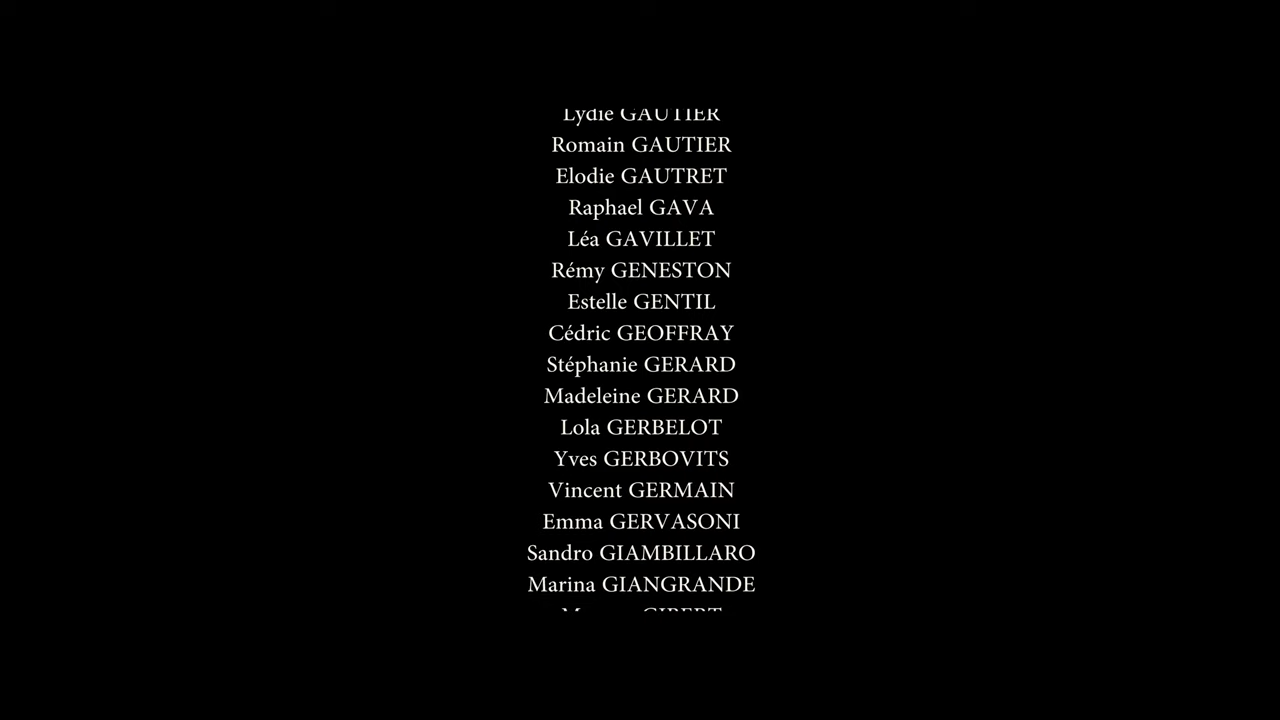 Lydie GAUTIER
Romain GAUTIER
Elodie GAUTRET
Raphael GAVA
Léa GAVILLET
Rémy GENESTON
Estelle GENTIL
Cédric GEOFFRAY
Stéphanie GERARD
Madeleine GERARD
Lola GERBELOT
Yves GERBOVITS
Vincent GERMAIN
Emma GERVASONI
Sandro GIAMBILLARO
Marina GIANGRANDE
GIBERT